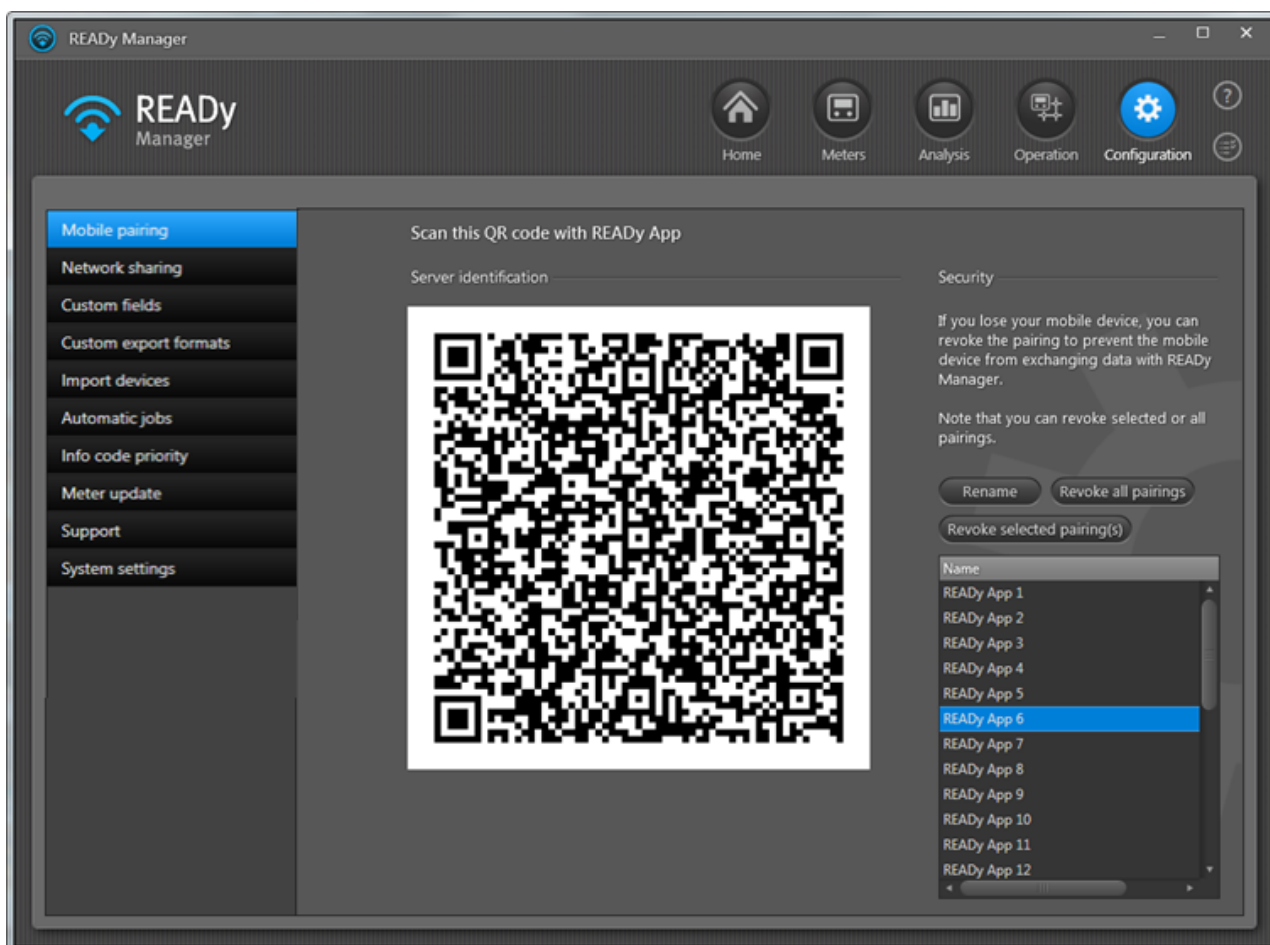 READy Manager
READy
Manager
Home
Meters
Analysis
Operation
Configuration
?
Mobile pairing
Network sharing
Custom fields
Custom export formats
Import devices
Automatic jobs
Info code priority
Meter update
Support
System settings
Scan this QR code with READy App
Server identification
Security
If you lose your mobile device, you can
revoke the pairing to prevent the mobile
device from exchanging data with READy
Manager.
Note that you can revoke selected or all
pairings.
Rename
Revoke all pairings
Revoke selected pairing(s)
Name
READy App 1
READy App 2
READy App 3
READy App 4
READy App 5
READy App 6
READy App 7
READy App 8
READy App 9
READy App 10
READy App 11
READy App 12